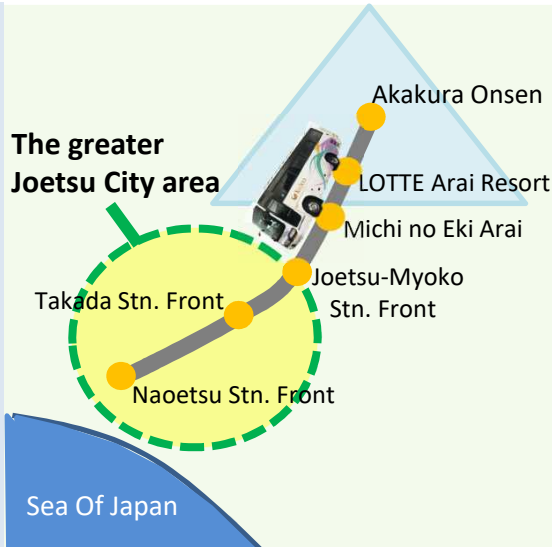 Akakura Onsen
The greater
Joetsu City area
LOTTE Arai Resort
Michi no Eki Arai
Joetsu-Myoko
Stn. Front
Takada Stn. Front
Naoetsu Stn. Front
Sea Of Japan